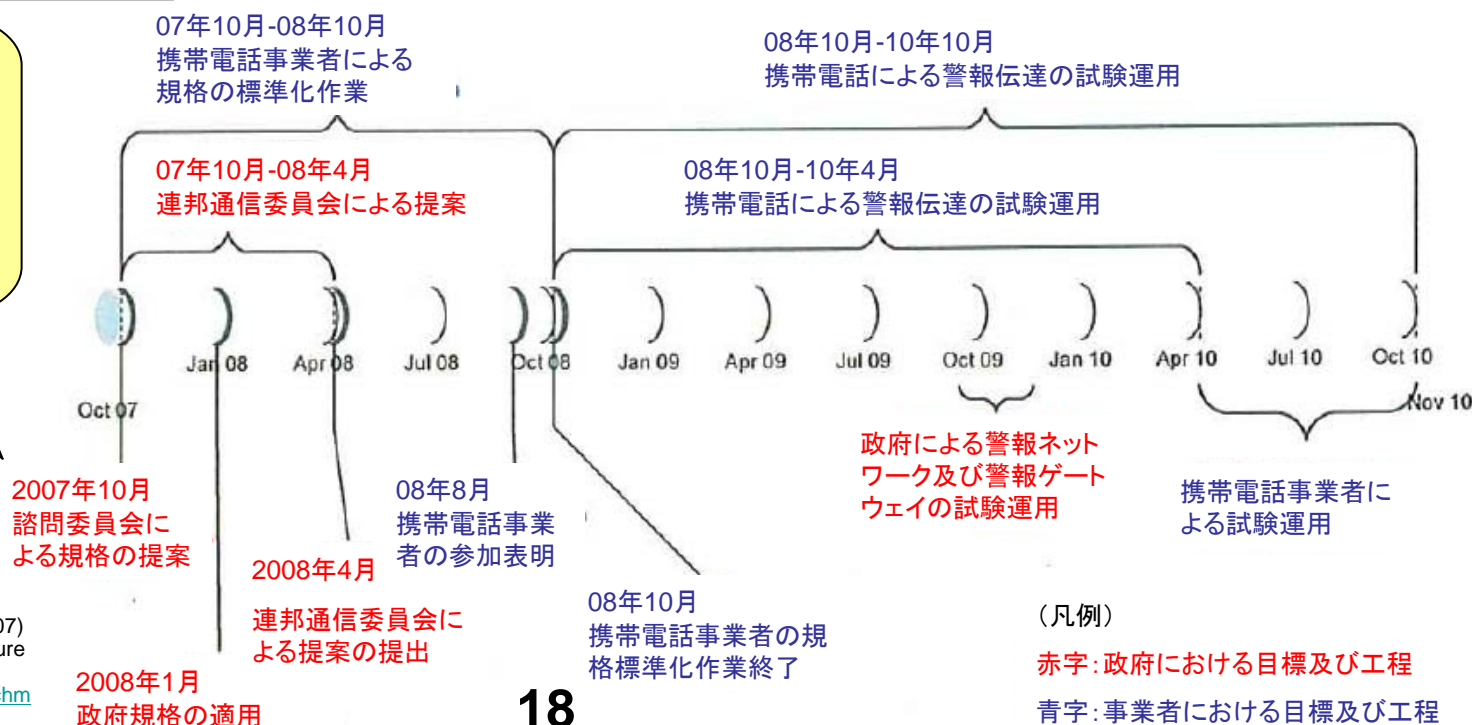 07年10月-08年10月
携帯電話事業者による
規格の標準化作業
08年10月-10年10月
携帯電話による警報伝達の試験運用
07年10月-08年4月
連邦通信委員会による提案
08年10月-10年4月
携帯電話による警報伝達の試験運用
Oct 07
Jan 08
Apr 08
Jul 08
Oct 08
Jan 09
Apr 09
Jul 09
Oct 09
Jan 10
Apr 10
Jul 10
Oct 10
Nov 10
2007年10月
諮問委員会に
よる規格の提案
2008年1月
政府規格の適用
2008年4月
連邦通信委員会に
よる提案の提出
08年8月
携帯電話事業
者の参加表明
08年10月
携帯電話事業者の規
格標準化作業終了
政府による警報ネット
ワーク及び警報ゲート
ウェイの試験運用
携帯電話事業者に
よる試験運用
(凡例)
赤字:政府における目標及び工程
青字:事業者における目標及び工程
07)
ure
chm
18